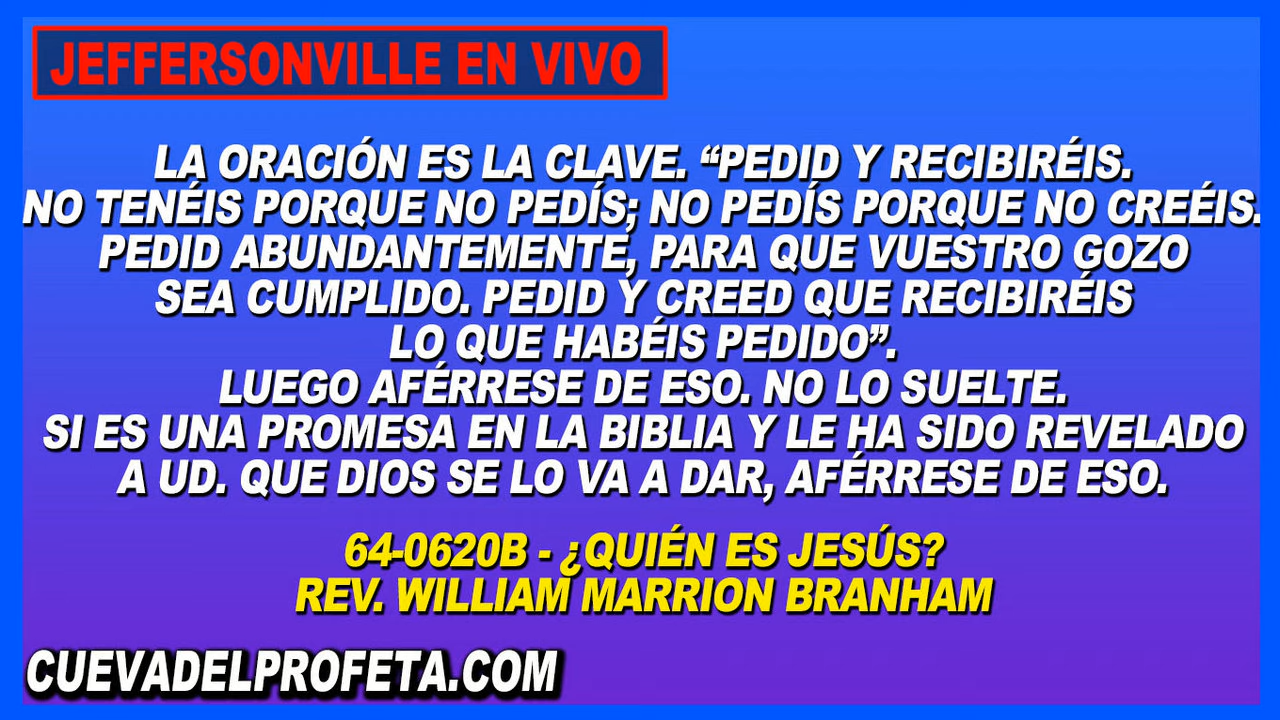 JEFFERSONVILLE EN VIVO
LA ORACIÓN ES LA CLAVE. “PEDID Y RECIBIRÉIS.
NO TENÉIS PORQUE NO PEDÍS; NO PEDÍS PORQUE NO CREÉIS.
PEDID ABUNDANTEMENTE, PARA QUE VUESTRO GOZO
SEA CUMPLIDO. PEDID Y CREED QUE RECIBIRÉIS
LO QUE HABÉIS PEDIDO”.
LUEGO AFÉRRESE DE ESO. NO LO SUELTE.
SI ES UNA PROMESA EN LA BIBLIA Y LE HA SIDO REVELADO
A UD. QUE DIOS SE LO VA A DAR, AFÉRRESE DE ESO.
64-0620B - ¿QUIÉN ES JESÚS?
REV. WILLIAM MARRION BRANHAM
CUEVADELPROFETA.COM